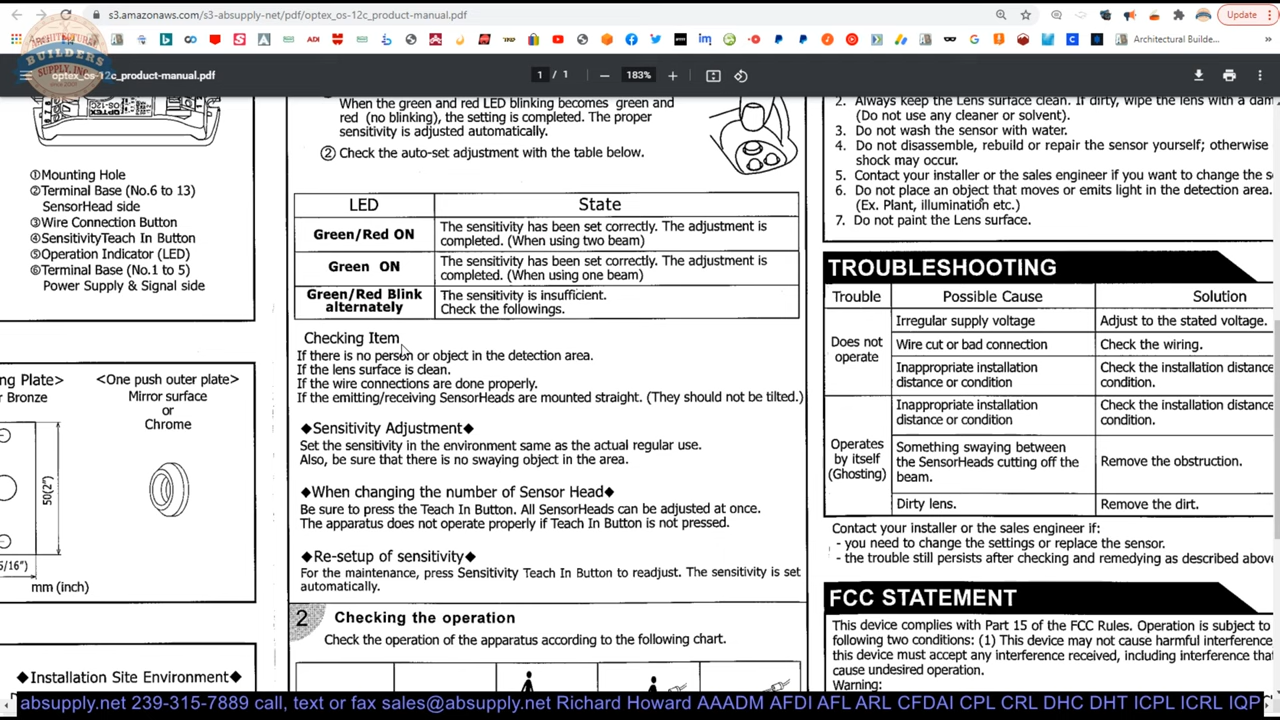 s3.amazonaws.com/s3-absupply-net/pdf/optex_os-12c_product-manual.pdf
Update
Architectural Builde...
ARCHITECTURAL
BUILDERS
SUPPLY, INC.
optex_os-12c_product-manual.pdf
1 / 1
183%
①Mounting Hole
②Terminal Base (No.6 to 13)
SensorHead side
③Wire Connection Button
④SensitivityTeach In Button
⑤Operation Indicator (LED)
⑥Terminal Base (No.1 to 5)
Power Supply & Signal side
ng Plate>
r Bronze
<One push outer plate>
Mirror surface
or
Chrome
50(2")
5/16")
mm (inch)
◆Installation Site Environment◆
When the green and red LED blinking becomes green and
red (no blinking), the setting is completed. The proper
sensitivity is adjusted automatically.
② Check the auto-set adjustment with the table below.
LED State
Green/Red ON The sensitivity has been set correctly. The adjustment is
completed. (When using two beam)
Green ON The sensitivity has been set correctly. The adjustment is
completed. (When using one beam)
Green/Red Blink
alternately
The sensitivity is insufficient.
Check the followings.
Checking Item
If there is no person or object in the detection area.
If the lens surface is clean.
If the wire connections are done properly.
If the emitting/receiving SensorHeads are mounted straight. (They should not be tilted.)
◆Sensitivity Adjustment◆
Set the sensitivity in the environment same as the actual regular use.
Also, be sure that there is no swaying object in the area.
◆When changing the number of Sensor Head◆
Be sure to press the Teach In Button. All SensorHeads can be adjusted at once.
The apparatus does not operate properly if Teach In Button is not pressed.
◆Re-setup of sensitivity◆
For the maintenance, press Sensitivity Teach In Button to readjust. The sensitivity is set
automatically.
2 Checking the operation
Check the operation of the apparatus according to the following chart.
2. Always keep the Lens surface clean. If dirty, wipe the lens with a dam
(Do not use any cleaner or solvent).
3. Do not wash the sensor with water.
4. Do not disassemble, rebuild or repair the sensor yourself; otherwise
shock may occur.
5. Contact your installer or the sales engineer if you want to change the s
6. Do not place an object that moves or emits light in the detection area.
(Ex. Plant, illumination etc.)
7. Do not paint the Lens surface.
TROUBLESHOOTING
Trouble Possible Cause Solution
Does not
operate
Irregular supply voltage Adjust to the stated voltage.
Wire cut or bad connection Check the wiring.
Inappropriate installation
distance or condition
Check the installation distance
condition.
Operates
by itself
(Ghosting)
Inappropriate installation
distance or condition
Check the installation distance
condition.
Something swaying between
the SensorHeads cutting off the
beam.
Remove the obstruction.
Dirty lens. Remove the dirt.
Contact your installer or the sales engineer if:
- you need to change the settings or replace the sensor.
- the trouble still persists after checking and remedying as described above
FCC STATEMENT
This device complies with Part 15 of the FCC Rules. Operation is subject to
following two conditions: (1) This device may not cause harmful interference
this device must accept any interference received, including interference tha
cause undesired operation.
Warning:
absupply.net 239-315-7889 call, text or fax sales@absupply.net Richard Howard AAADM AFDI AFL ARL CFDAI CPL CRL DHC DHT ICPL ICRL IQP